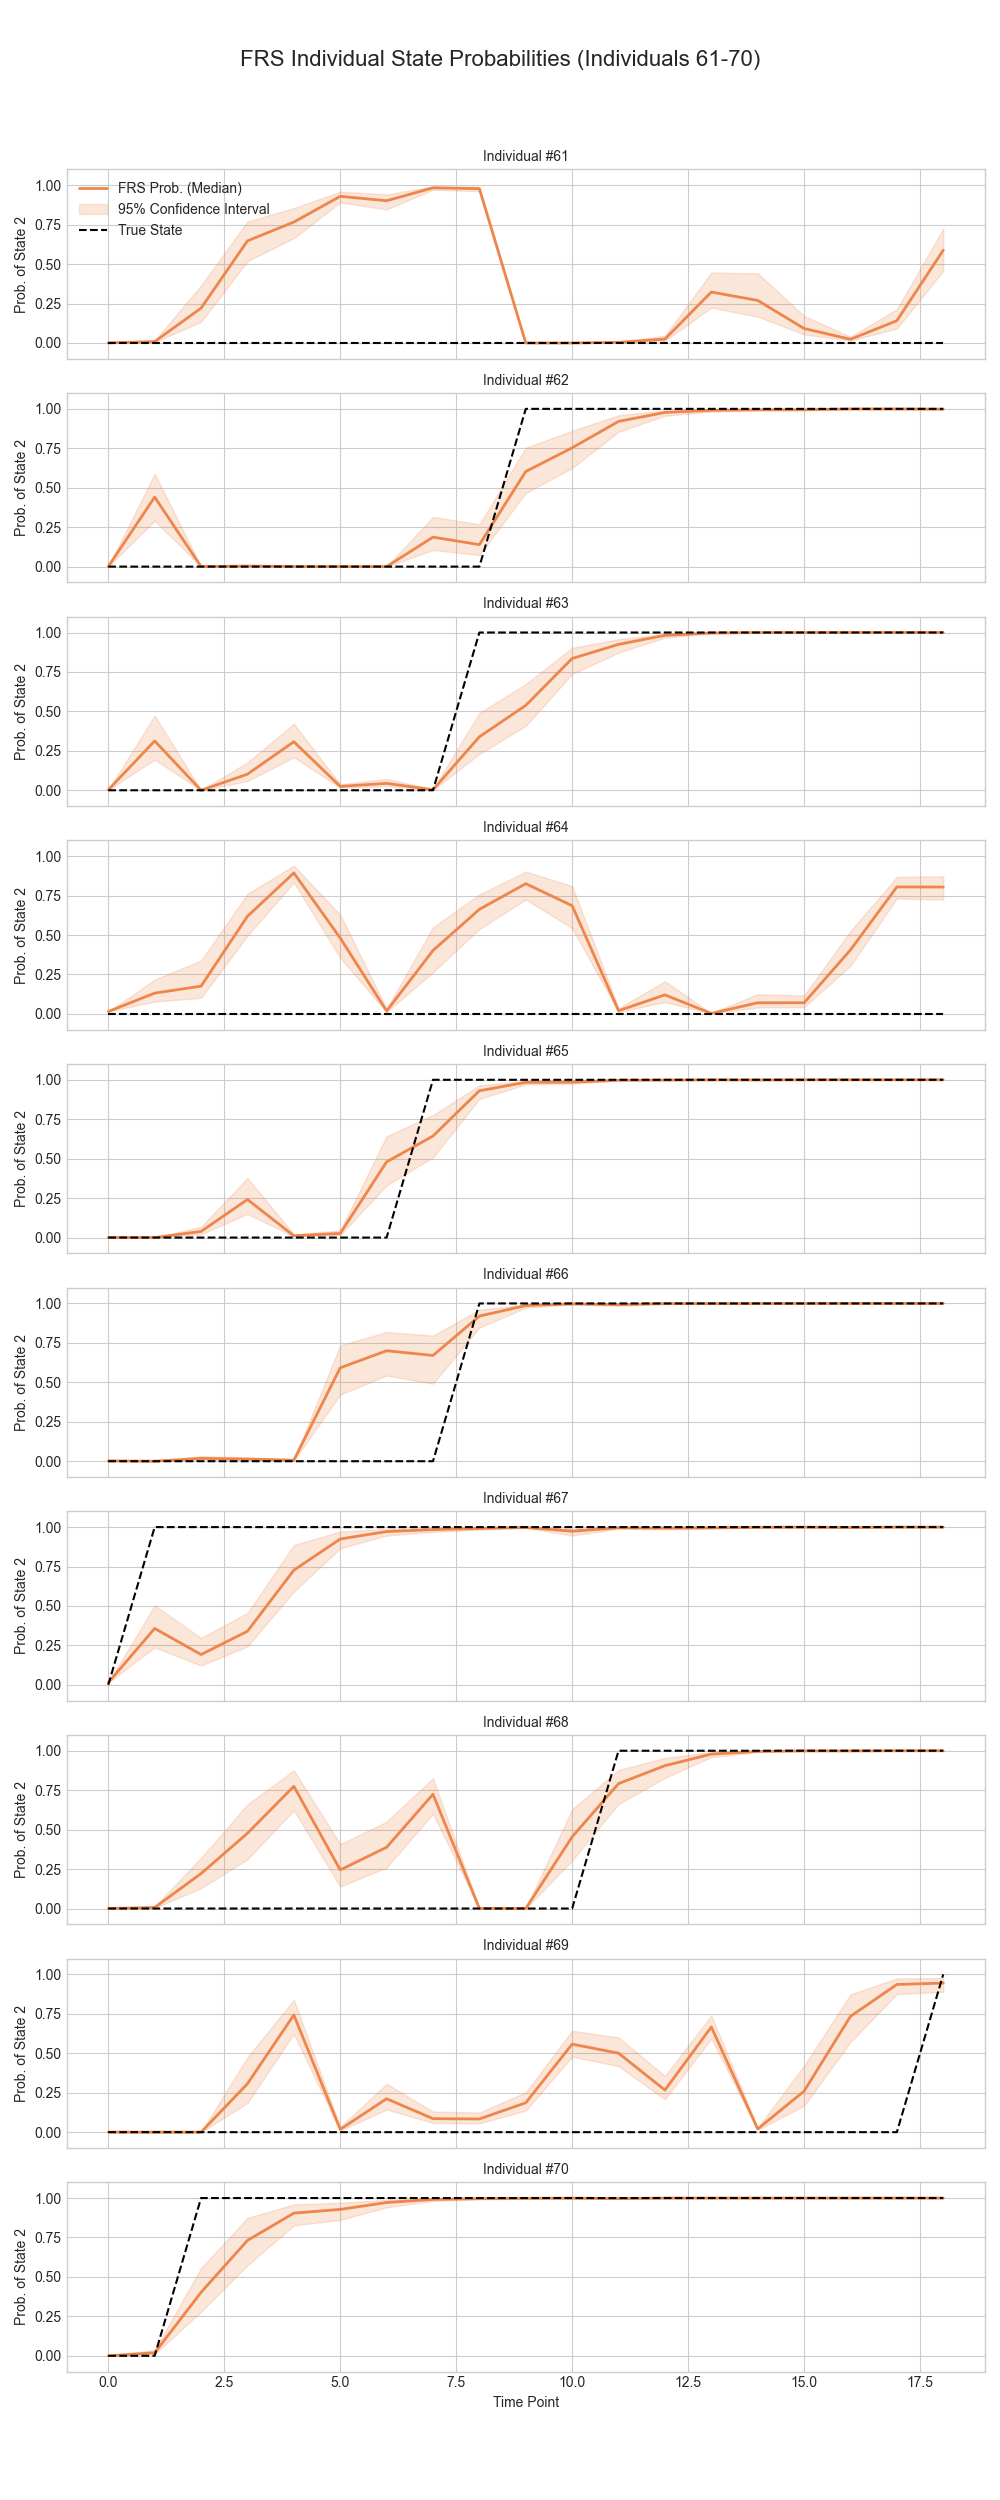 FRS Individual State Probabilities (Individuals 61-70)
Individual #61
FRS Prob. (Median)
95% Confidence Interval
True State
Prob. of State 2
1.00
0.75
0.50
0.25
0.00
Individual #62
Prob. of State 2
1.00
0.75
0.50
0.25
0.00
Individual #63
Prob. of State 2
1.00
0.75
0.50
0.25
0.00
Individual #64
Prob. of State 2
1.00
0.75
0.50
0.25
0.00
Individual #65
Prob. of State 2
1.00
0.75
0.50
0.25
0.00
Individual #66
Prob. of State 2
1.00
0.75
0.50
0.25
0.00
Individual #67
Prob. of State 2
1.00
0.75
0.50
0.25
0.00
Individual #68
Prob. of State 2
1.00
0.75
0.50
0.25
0.00
Individual #69
Prob. of State 2
1.00
0.75
0.50
0.25
0.00
Individual #70
Prob. of State 2
1.00
0.75
0.50
0.25
0.00
0.0 2.5 5.0 7.5 10.0 12.5 15.0 17.5
Time Point